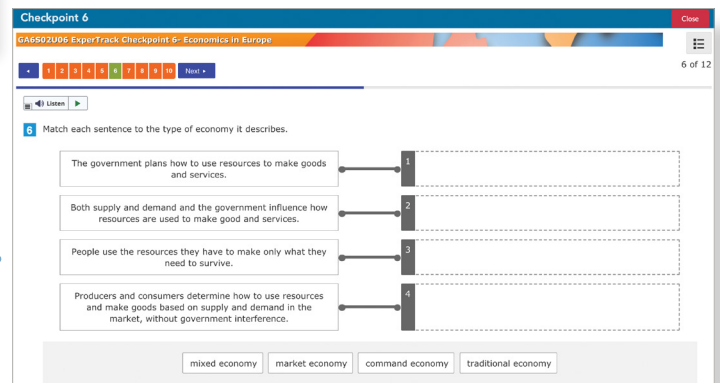 Checkpoint 6
Close
GA6S02U06 ExperTrack Checkpoint 6- Economics in Europe
1 2 3 4 5 6 7 8 9 10 Next
6 of 12
Listen
6 Match each sentence to the type of economy it describes.
The government plans how to use resources to make goods
and services.
1
Both supply and demand and the government influence how
resources are used to make good and services.
2
People use the resources they have to make only what they
need to survive.
3
Producers and consumers determine how to use resources
and make goods based on supply and demand in the
market, without government interference.
4
mixed economy market economy command economy traditional economy